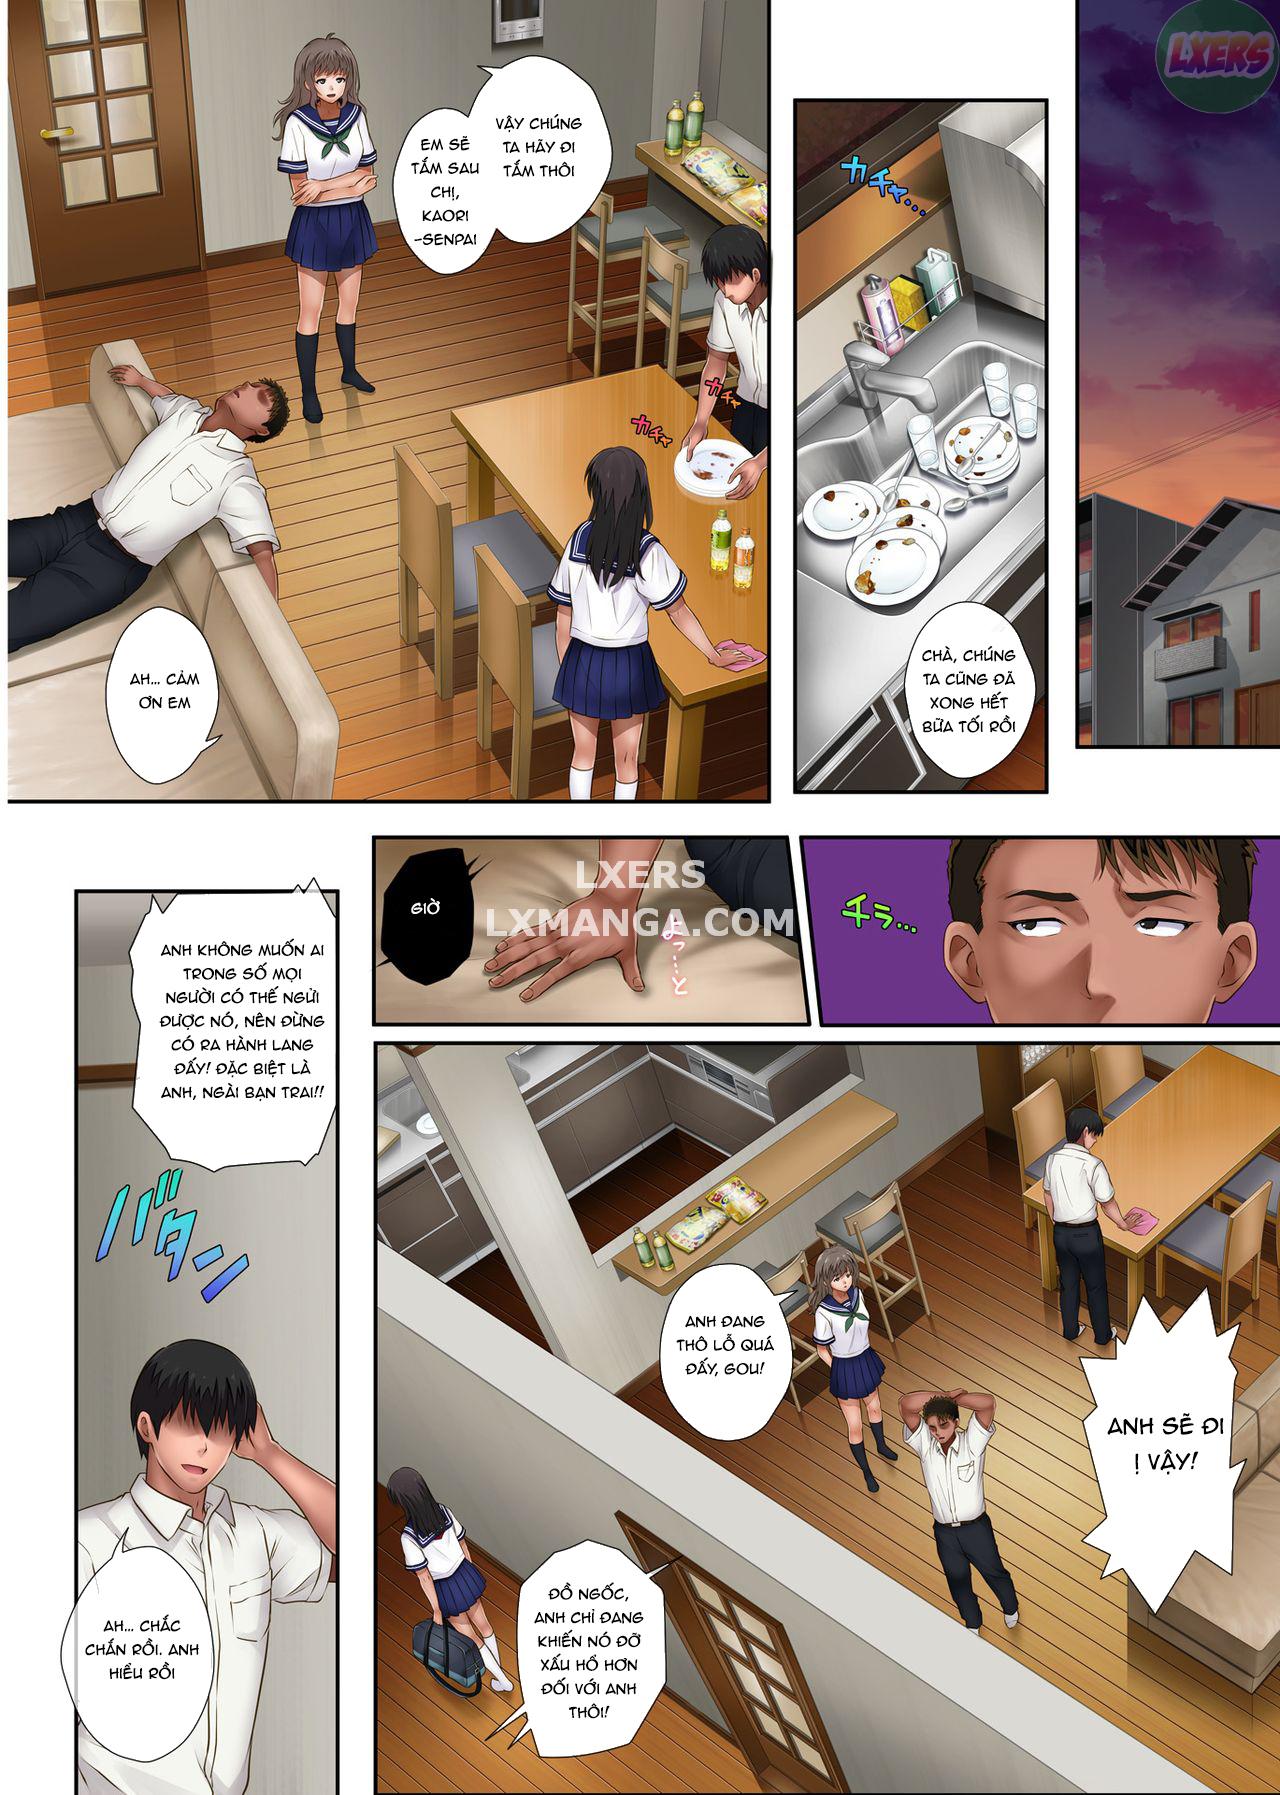 LXERS
カチャ...
CHÀ, CHÚNG
TA CŨNG ĐÃ
XONG HẾT
BỮA TỐI RỒI
VẬY CHÚNG
TA HÃY ĐI
TẮM THÔI
EM SẼ
TẮM SAU
CHỊ,
KAORI
-SENPAI
カチャ
カチャ
AH... CẢM
ƠN EM
チラ...
GIỜ
よっ…と
LXERS
LXMANGA.COM
ANH SẼ ĐI
Ị VẬY!
ANH ĐANG
THÔ LỖ QUÁ
ĐẤY, GOU!
ĐỒ NGỐC,
ANH CHỈ ĐANG
KHIẾN NÓ ĐỠ
XẤU HỔ HƠN
ĐỐI VỚI ANH
THÔI!
ANH KHÔNG MUỐN AI
TRONG SỐ MỌI
NGƯỜI CÓ THỂ NGỬI
ĐƯỢC NÓ, NÊN ĐỪNG
CÓ RA HÀNH LANG
ĐẤY! ĐẶC BIỆT LÀ
ANH, NGÀI BẠN TRAI!!
バタン
AH... CHẮC
CHẮN RỒI. ANH
HIỂU RỒI